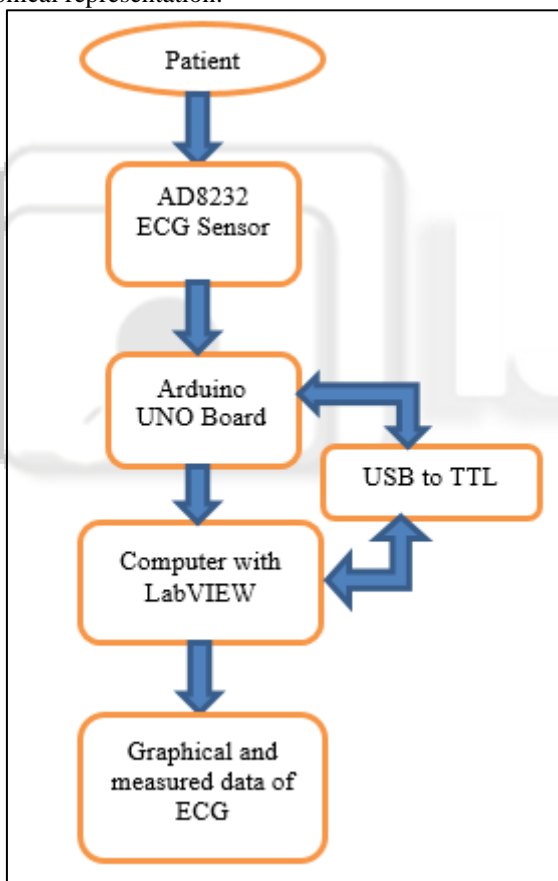 representation.
Patient
AD8232
ECG Sensor
Arduino
UNO Board
USB to TTL
Computer with
LabVIEW
Graphical and
measured data of
ECG